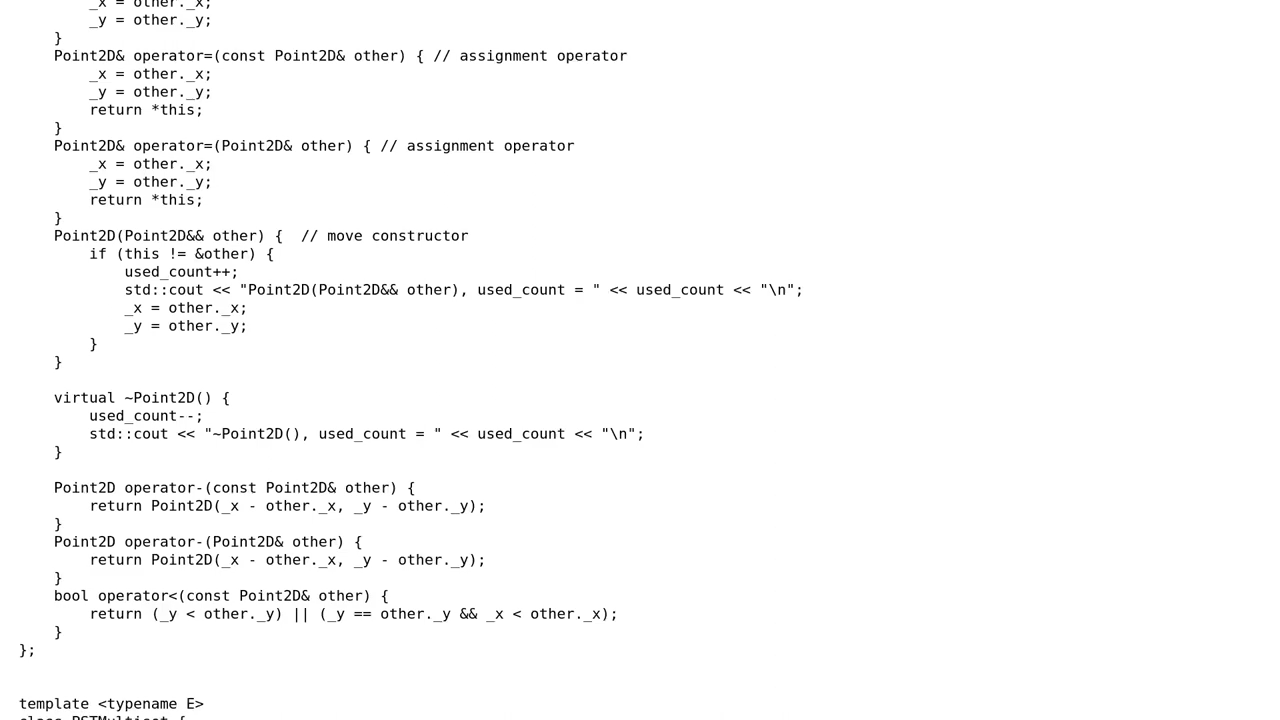 _x = other._x;
_y = other._y;
}
Point2D& operator=(const Point2D& other) { // assignment operator
_x = other._x;
_y = other._y;
return *this;
}
Point2D& operator=(Point2D& other) { // assignment operator
_x = other._x;
_y = other._y;
return *this;
}
Point2D(Point2D&& other) {  // move constructor
if (this != &other) {
used_count++;
std::cout << "Point2D(Point2D&& other), used_count = " << used_count << "\n";
_x = other._x;
_y = other._y;
}
}
virtual ~Point2D() {
used_count--;
std::cout << "~Point2D(), used_count = " << used_count << "\n";
}
Point2D operator-(const Point2D& other) {
return Point2D(_x - other._x, _y - other._y);
}
Point2D operator-(Point2D& other) {
return Point2D(_x - other._x, _y - other._y);
}
bool operator<(const Point2D& other) {
return (_y < other._y) || (_y == other._y && _x < other._x);
}
};
template <typename E>
class BSTMultiset {